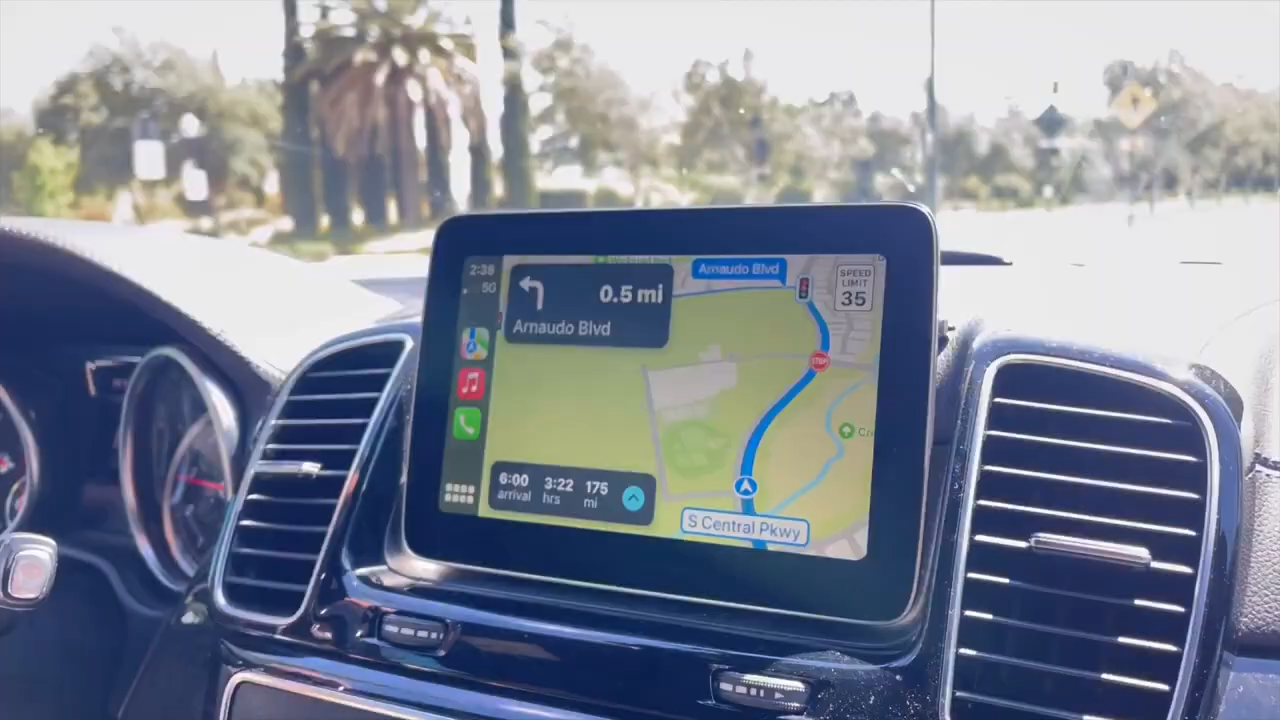 2:38
5G
0.5 mi
Arnaudo Blvd
Arnaudo Blvd
SPEED
LIMIT
35
STOP
6:00
arrival
3:22
hrs
175
mi
S Central Pkwy